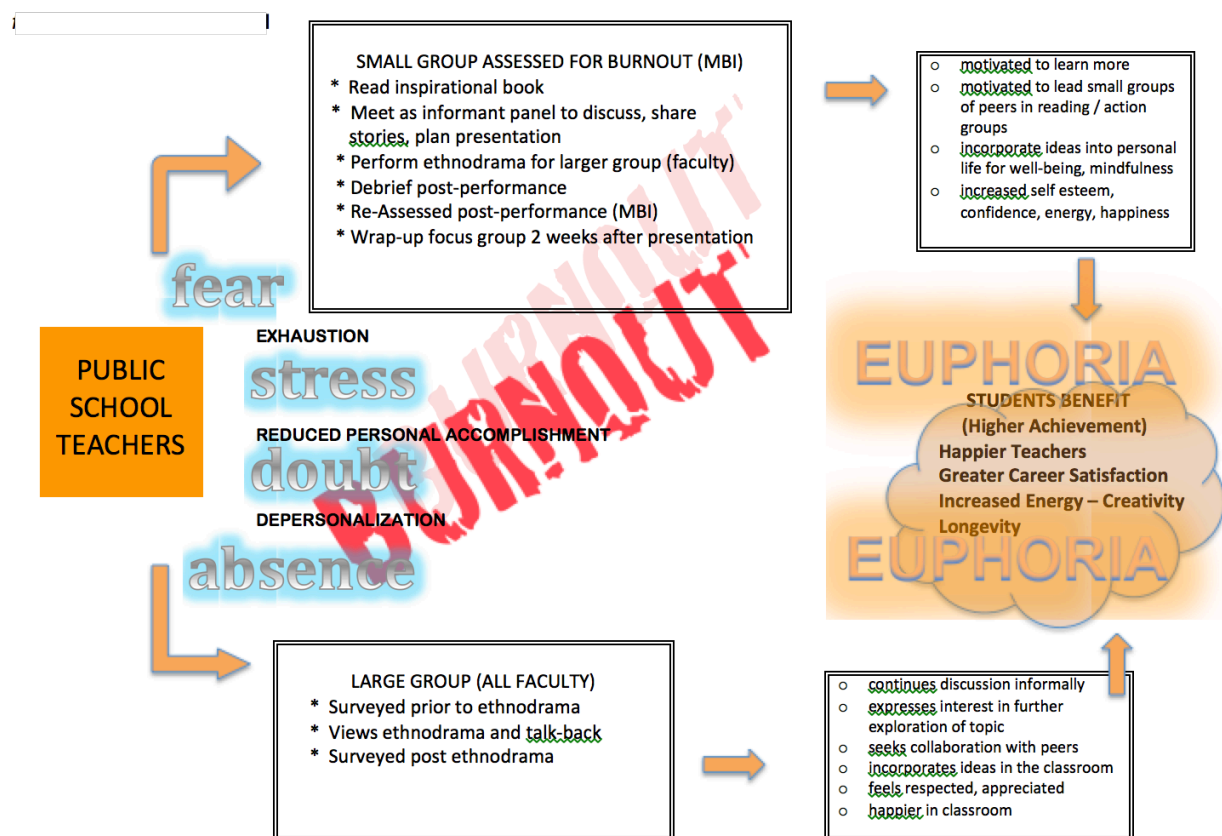 SMALL GROUP ASSESSED FOR BURNOUT (MBI)
* Read inspirational book
* Meet as informant panel to discuss, share
stories, plan presentation
* Perform ethnodrama for larger group (faculty)
* Debrief post-performance
* Re-Assessed post-performance (MBI)
* Wrap-up focus group 2 weeks after presentation
o motivated to learn more
o motivated to lead small groups
of peers in reading / action
groups
o incorporate ideas into personal
life for well-being, mindfulness
o increased self esteem,
confidence, energy, happiness
PUBLIC
SCHOOL
TEACHERS
fear
EXHAUSTION
stress
REDUCED PERSONAL ACCOMPLISHMENT
doubt
DEPERSONALIZATION
absence
BURNOUT
BURNOUT
EUPHORIA
STUDENTS BENEFIT
(Higher Achievement)
Happier Teachers
Greater Career Satisfaction
Increased Energy – Creativity
Longevity
EUPHORIA
LARGE GROUP (ALL FACULTY)
* Surveyed prior to ethnodrama
* Views ethnodrama and talk-back
* Surveyed post ethnodrama
o continues discussion informally
o expresses interest in further
exploration of topic
o seeks collaboration with peers
o incorporates ideas in the classroom
o feels respected, appreciated
o happier in classroom